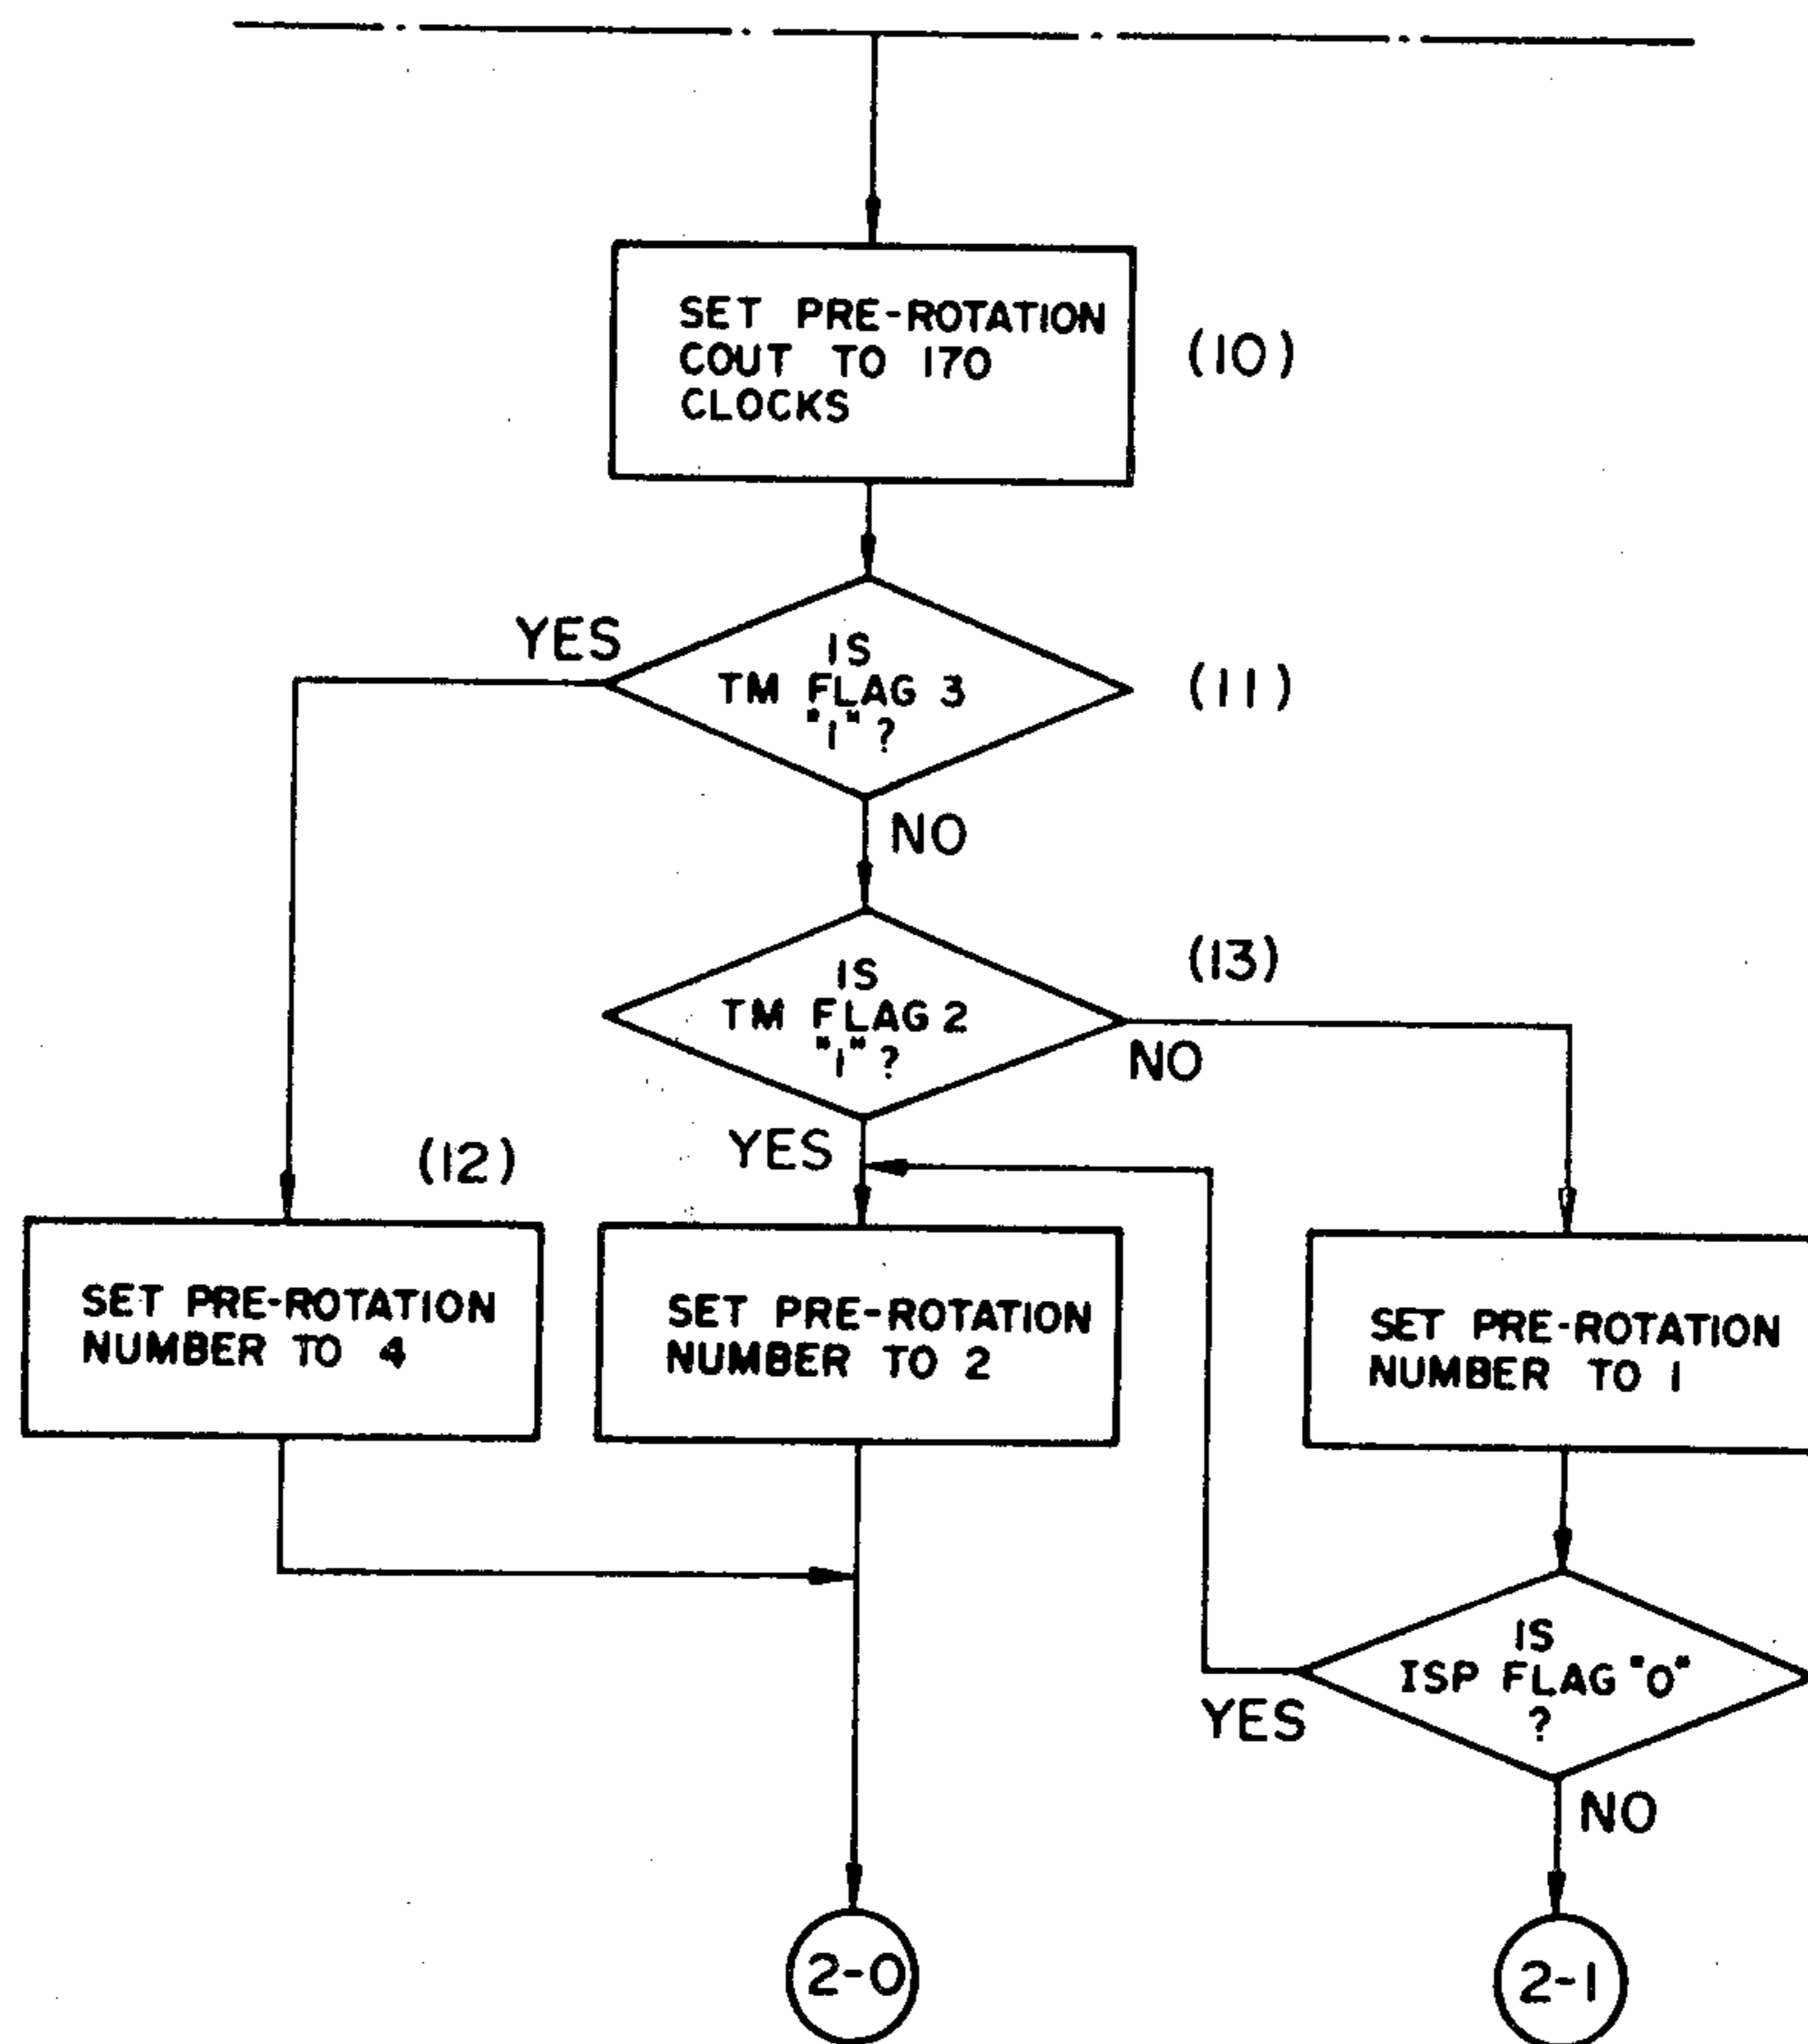 SET PRE-ROTATION
COUT TO 170
CLOCKS
(10)
YES
IS
TM FLAG 3
"1" ?
(11)
NO
IS
TM FLAG 2
"1" ?
(13)
NO
YES
(12)
SET PRE-ROTATION
NUMBER TO 4
SET PRE-ROTATION
NUMBER TO 2
SET PRE-ROTATION
NUMBER TO 1
IS
ISP FLAG "0"
?
YES
NO
2-0
2-1